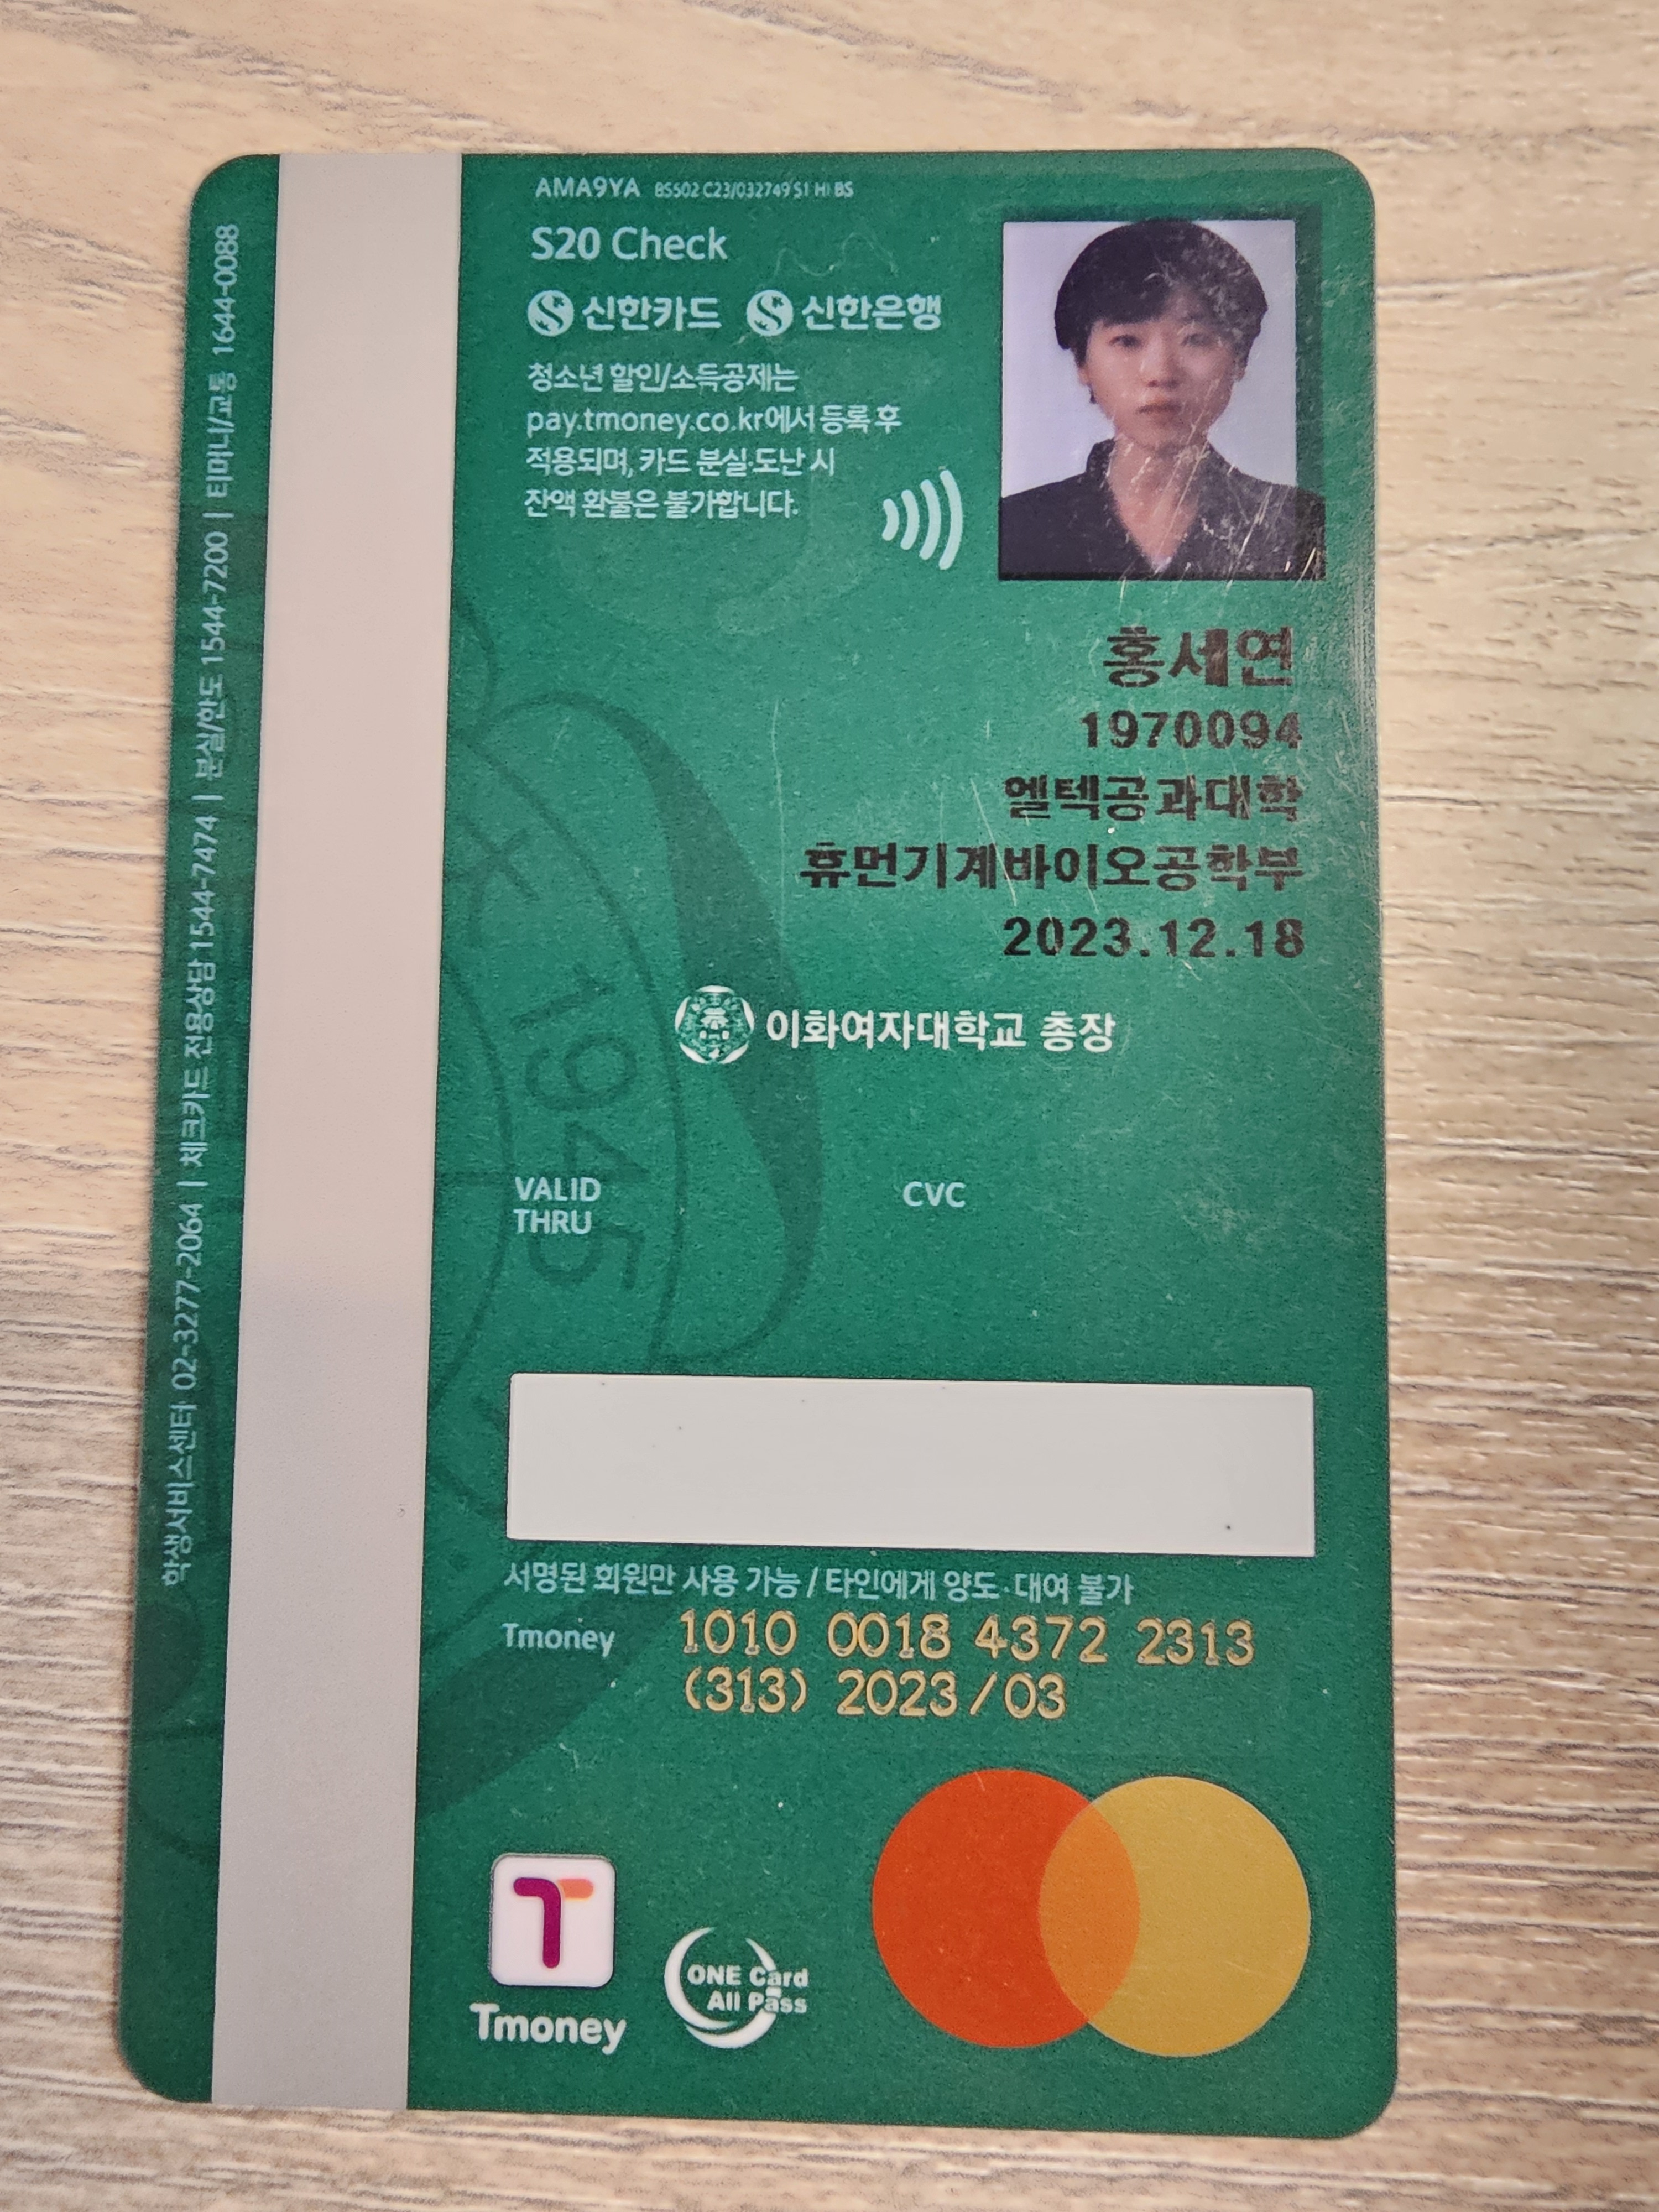 AMA9YA BS502 C23/032749 S1 HI BS
S20 Check
신한카드 신한은행
청소년 할인/소득공제는
pay.tmoney.co.kr에서 등록 후
적용되며, 카드 분실·도난 시
잔액 환불은 불가합니다.
홍세연
1970094
엘텍공과대학
휴먼기계바이오공학부
2023.12.18
이화여자대학교 총장
1945
VALID
THRU
CVC
서명된 회원만 사용 가능 / 타인에게 양도·대여 불가
Tmoney 1010 0018 4372 2313
(313) 2023/03
Tmoney
ONE Card
All Pass
학생서비스센터 02-3277-2064 | 체크카드 전용상담 1544-7474 | 분실/한도 1544-7200 | 티머니/교통 1644-0088